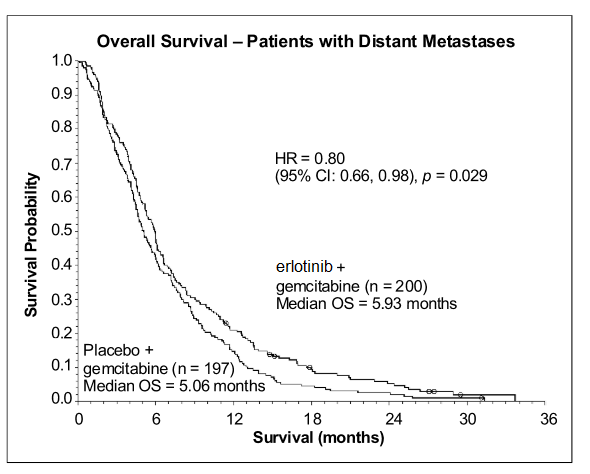 Overall Survival – Patients with Distant Metastases
Survival Probability
1.0
0.9
0.8
0.7
0.6
0.5
0.4
0.3
0.2
0.1
0.0
HR = 0.80
(95% CI: 0.66, 0.98), p = 0.029
erlotinib +
gemcitabine (n = 200)
Median OS = 5.93 months
Placebo +
gemcitabine (n = 197)
Median OS = 5.06 months
0 6 12 18 24 30 36
Survival (months)